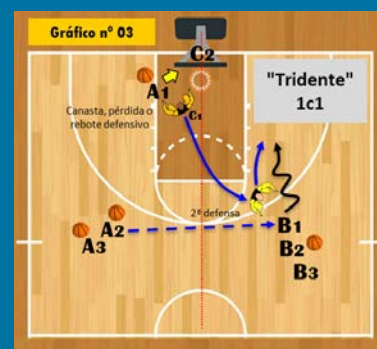 Gráfico nº 03
C2
"Tridente"
1c1
A1
Canasta, pérdida o
rebote defensivo
C1
2ª defensa
A2
A3
B1
B2
B3